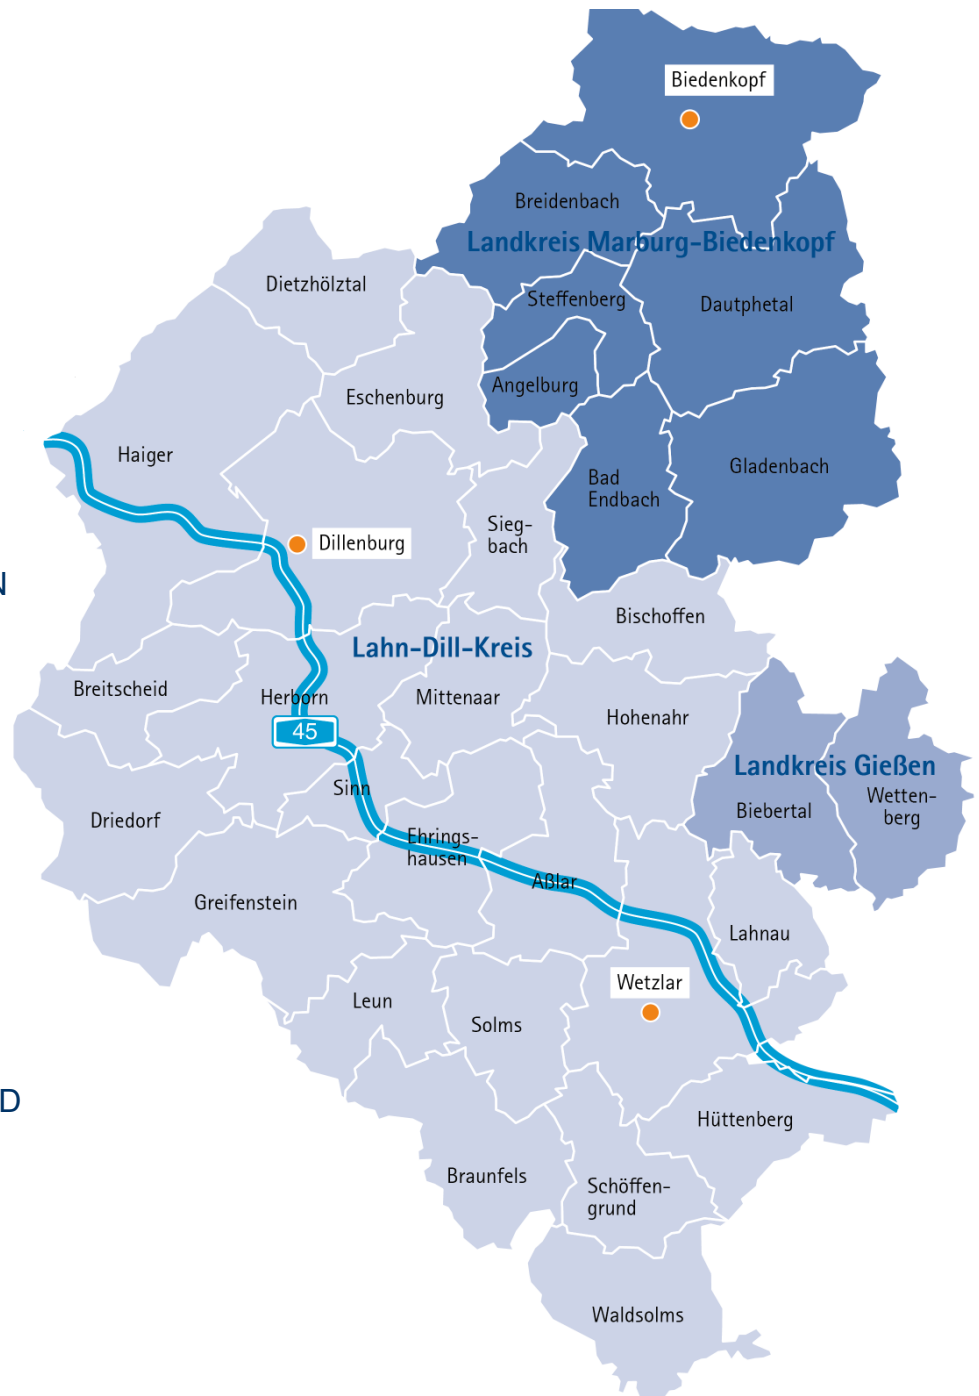 Biedenkopf
Breidenbach
Landkreis Marburg-Biedenkopf
Dietzhölztal
Steffenberg
Dautphetal
Angelburg
Eschenburg
Haiger
Gladenbach
Bad
Endbach
Sieg-
bach
Dillenburg
N
Bischoffen
Lahn-Dill-Kreis
Breitscheid
Herborn
Mittenaar
Hohenahr
45
Landkreis Gießen
Sinn
Wetten-
berg
Biebertal
Driedorf
Ehrings-
hausen
Aßlar
Greifenstein
Lahnau
Wetzlar
Leun
Solms
D
Hüttenberg
Braunfels
Schöffen-
grund
Waldsolms